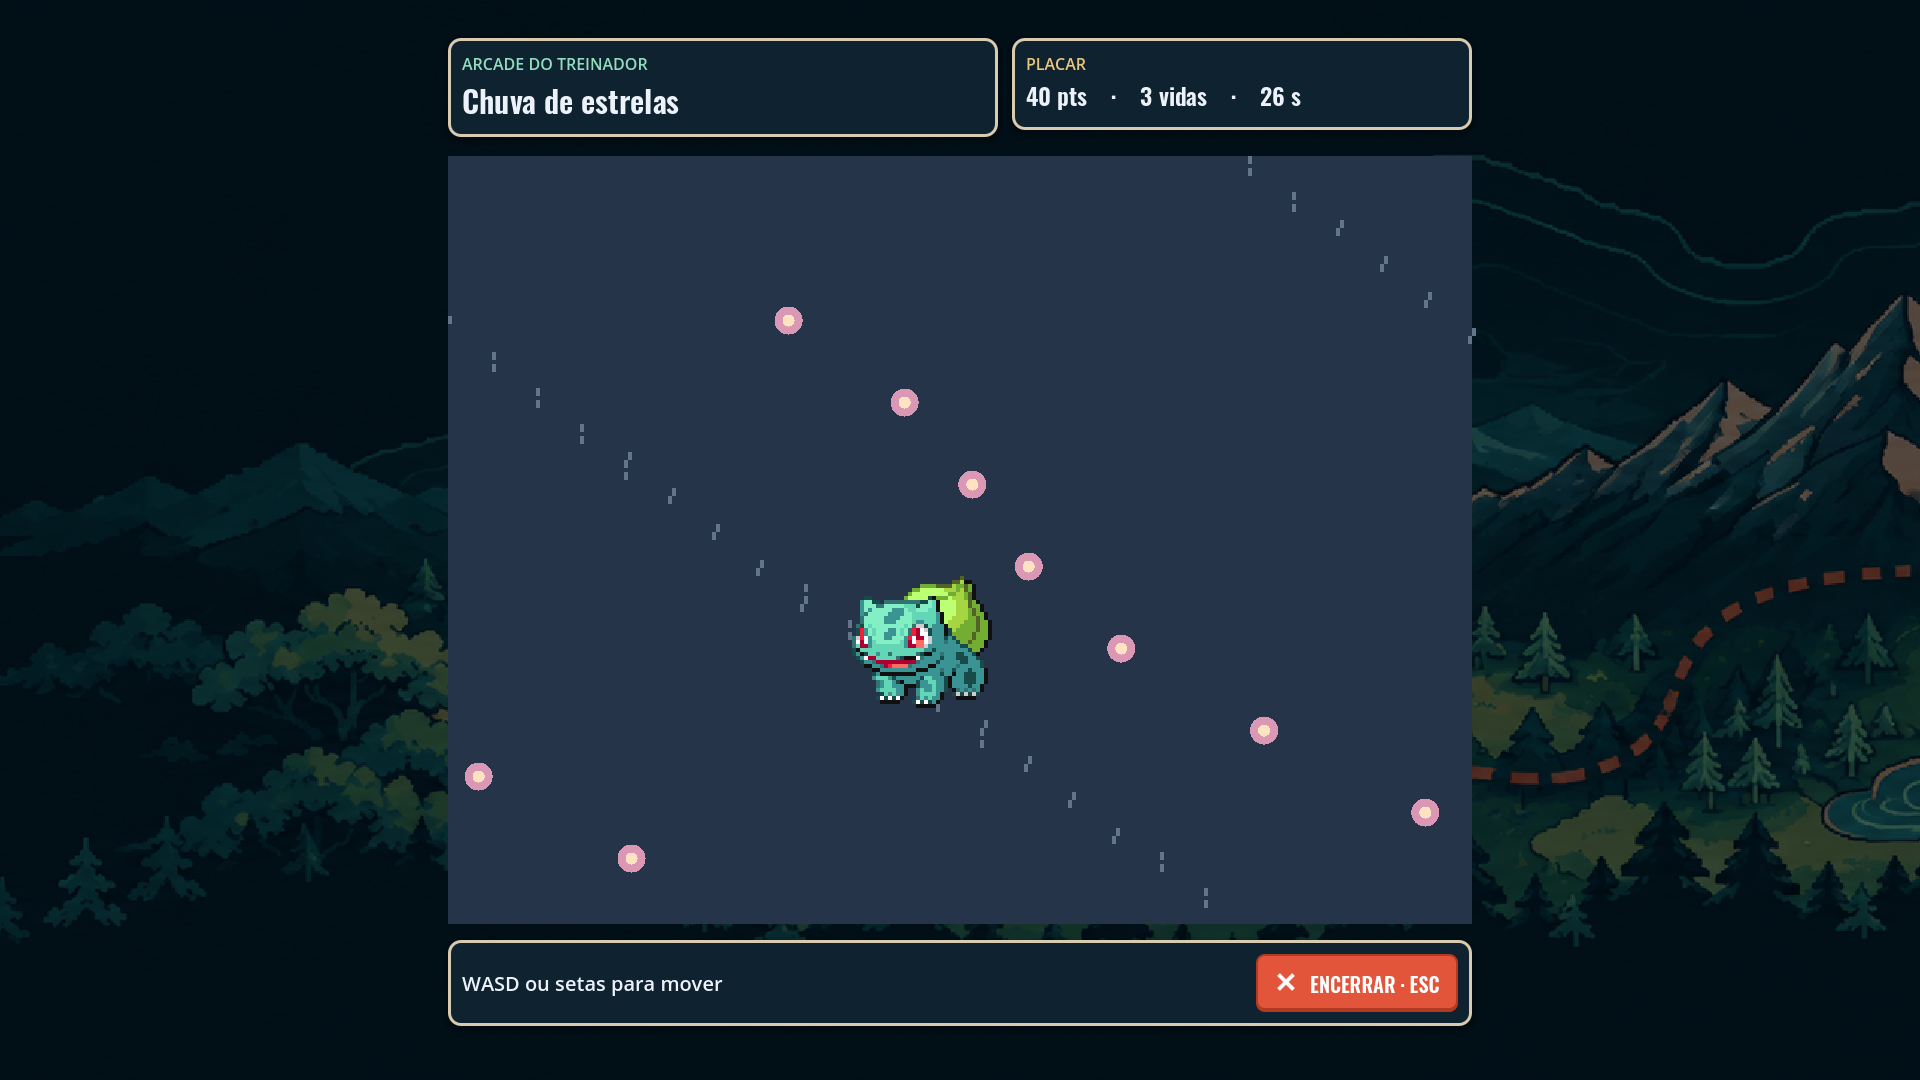 ARCADE DO TREINADOR
Chuva de estrelas
PLACAR
40 pts · 3 vidas · 26 s
WASD ou setas para mover
✕ ENCERRAR · ESC